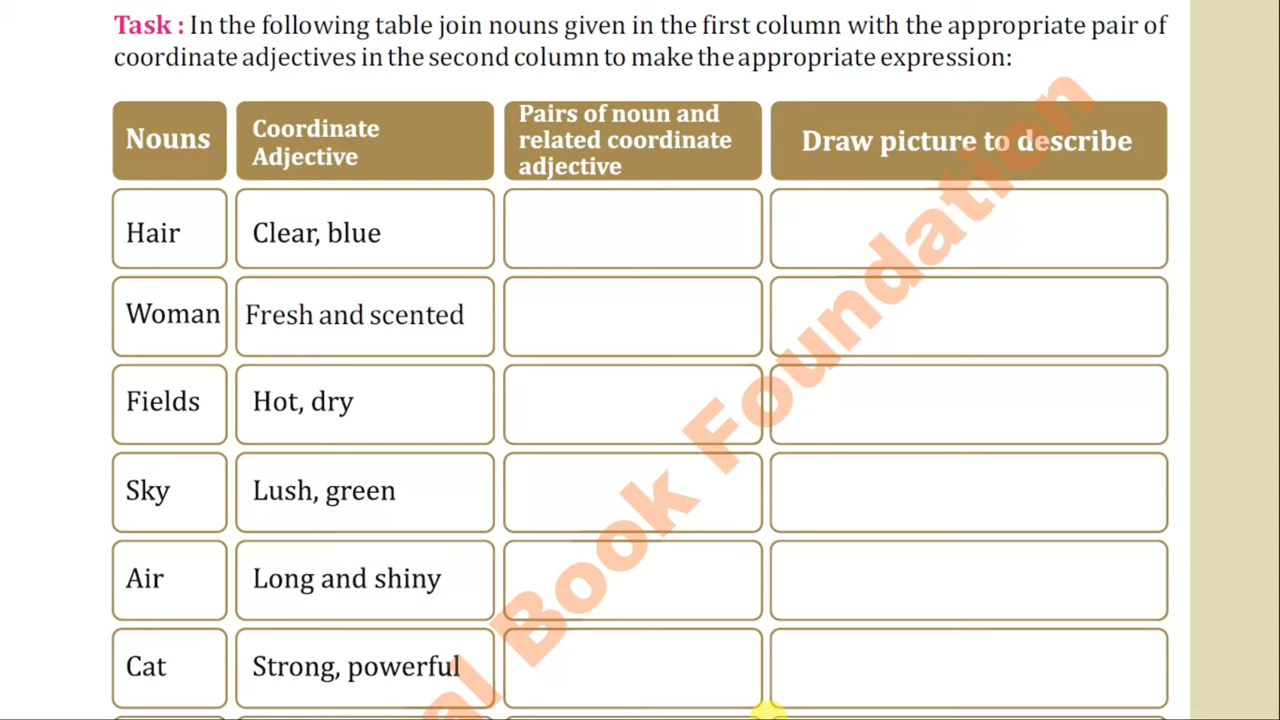 Task : In the following table join nouns given in the first column with the appropriate pair of
coordinate adjectives in the second column to make the appropriate expression:
Nouns
Coordinate
Adjective
Pairs of noun and
related coordinate
adjective
Draw picture to describe
Hair
Clear, blue
Woman
Fresh and scented
Fields
Hot, dry
Sky
Lush, green
Air
Long and shiny
Cat
Strong, powerful
Book Foundation